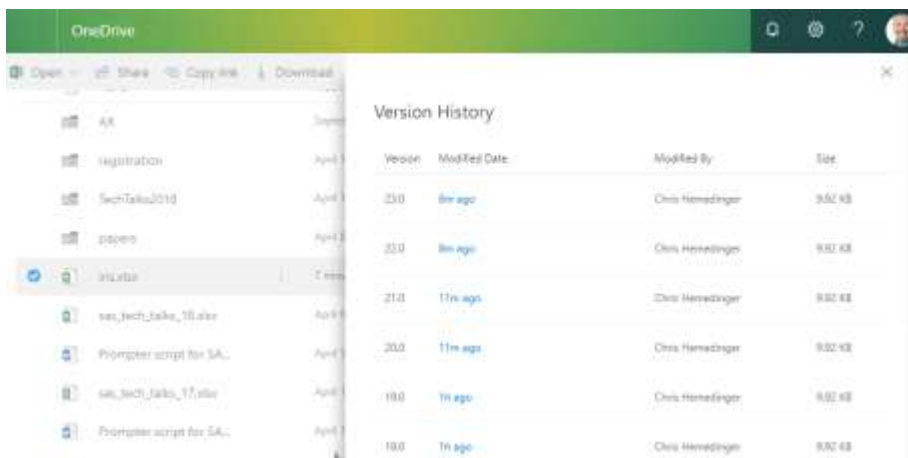 OneDrive
?
Open Share Copy link Download
AR
registration
TechTalks2018
papers
iris.xlsx
sas_tech_talks_18.xlsx
Prompter script for SA...
sas_tech_talks_17.xlsx
Prompter script for SA...
Version History
Version Modified Date Modified By Size
23.0 8m ago Chris Hemedinger 9.92 KB
22.0 8m ago Chris Hemedinger 9.92 KB
21.0 11m ago Chris Hemedinger 9.92 KB
20.0 11m ago Chris Hemedinger 9.92 KB
19.0 1h ago Chris Hemedinger 9.92 KB
18.0 1h ago Chris Hemedinger 9.92 KB